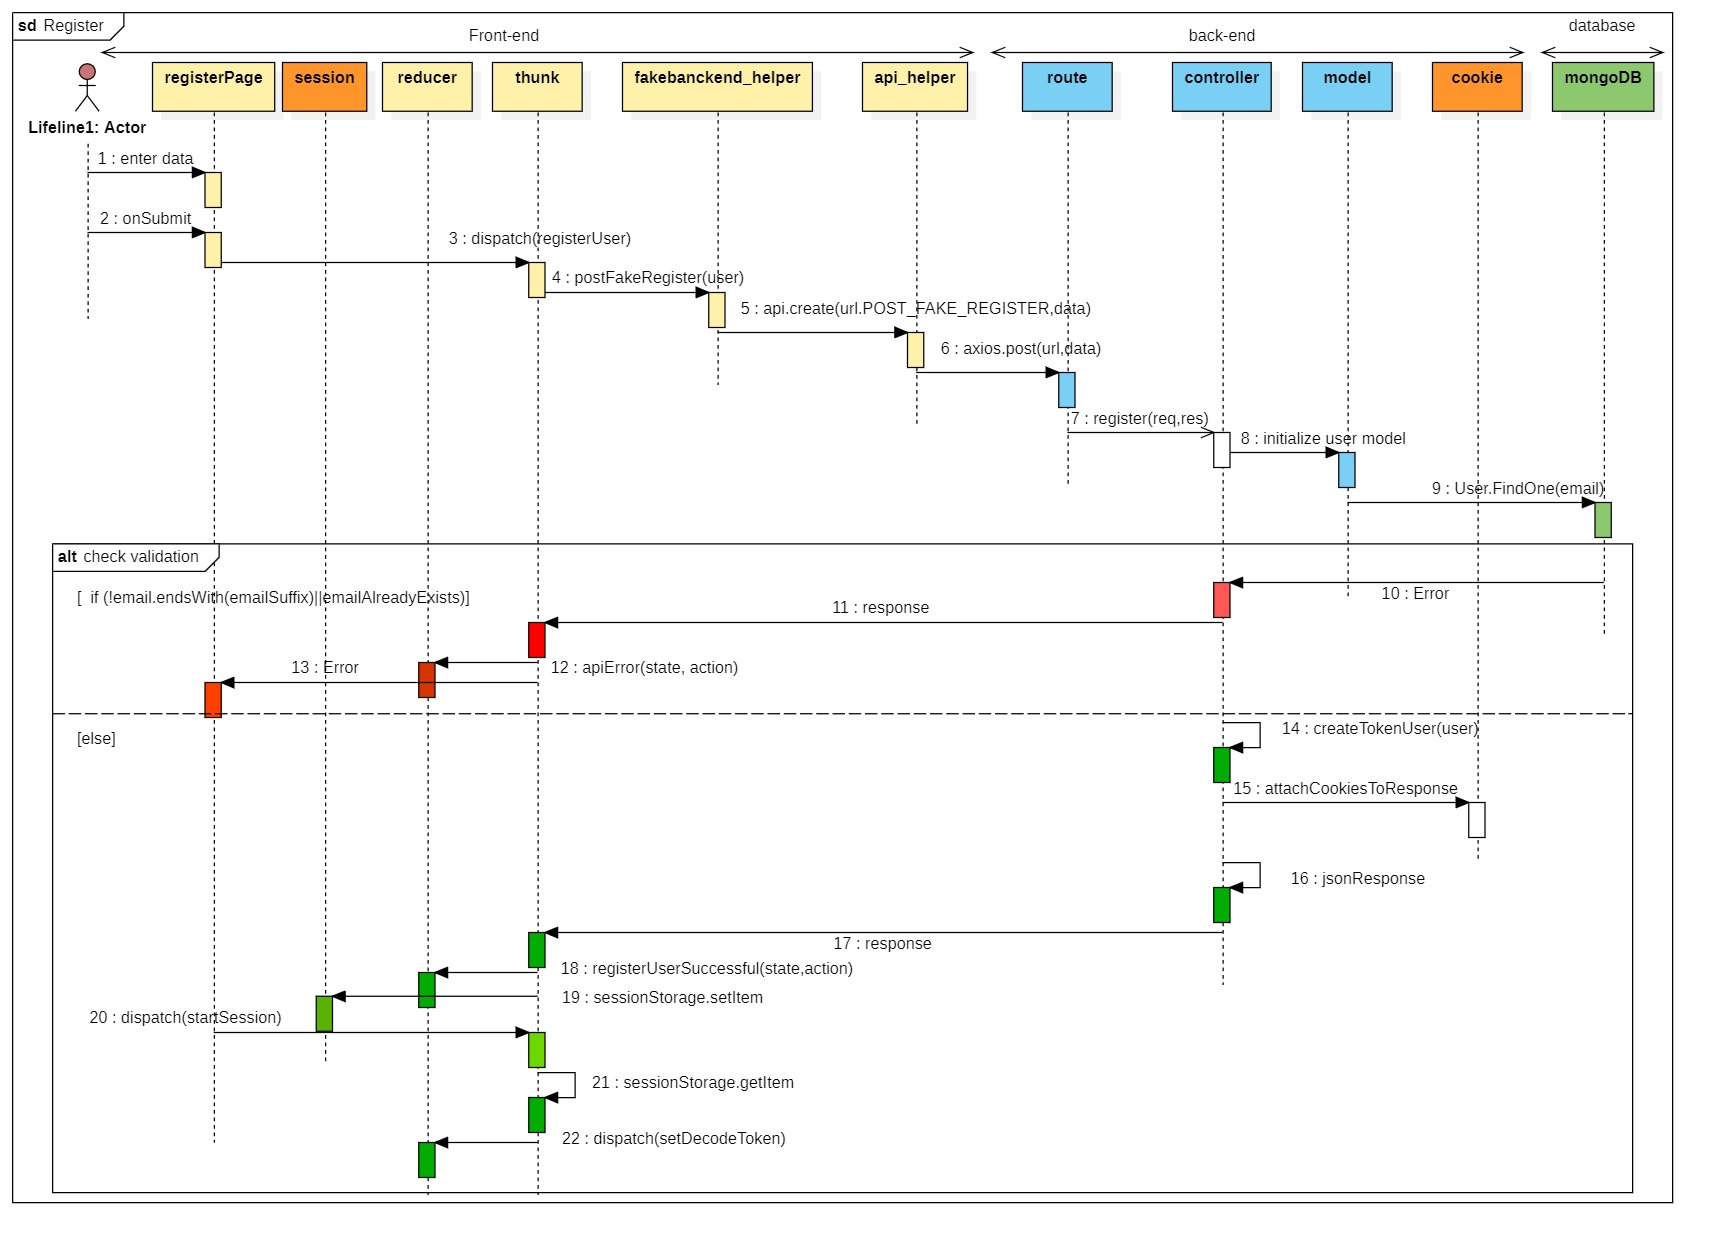 sd Register
Front-end
back-end
database
registerPage
session
reducer
thunk
fakebanckend_helper
api_helper
route
controller
model
cookie
mongoDB
Lifeline1: Actor
1 : enter data
2 : onSubmit
3 : dispatch(registerUser)
4 : postFakeRegister(user)
5 : api.create(url.POST_FAKE_REGISTER,data)
6 : axios.post(url,data)
7 : register(req,res)
8 : initialize user model
9 : User.FindOne(email)
alt check validation
[ if (!email.endsWith(emailSuffix)||emailAlreadyExists)]
10 : Error
11 : response
12 : apiError(state, action)
13 : Error
[else]
14 : createTokenUser(user)
15 : attachCookiesToResponse
16 : jsonResponse
17 : response
18 : registerUserSuccessful(state,action)
19 : sessionStorage.setItem
20 : dispatch(startSession)
21 : sessionStorage.getItem
22 : dispatch(setDecodeToken)